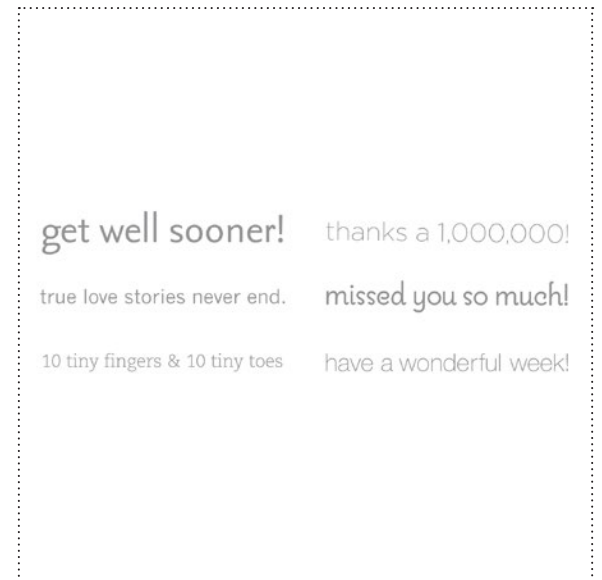 get well sooner!
true love stories never end.
10 tiny fingers & 10 tiny toes
thanks a 1,000,000!
missed you so much!
have a wonderful week!